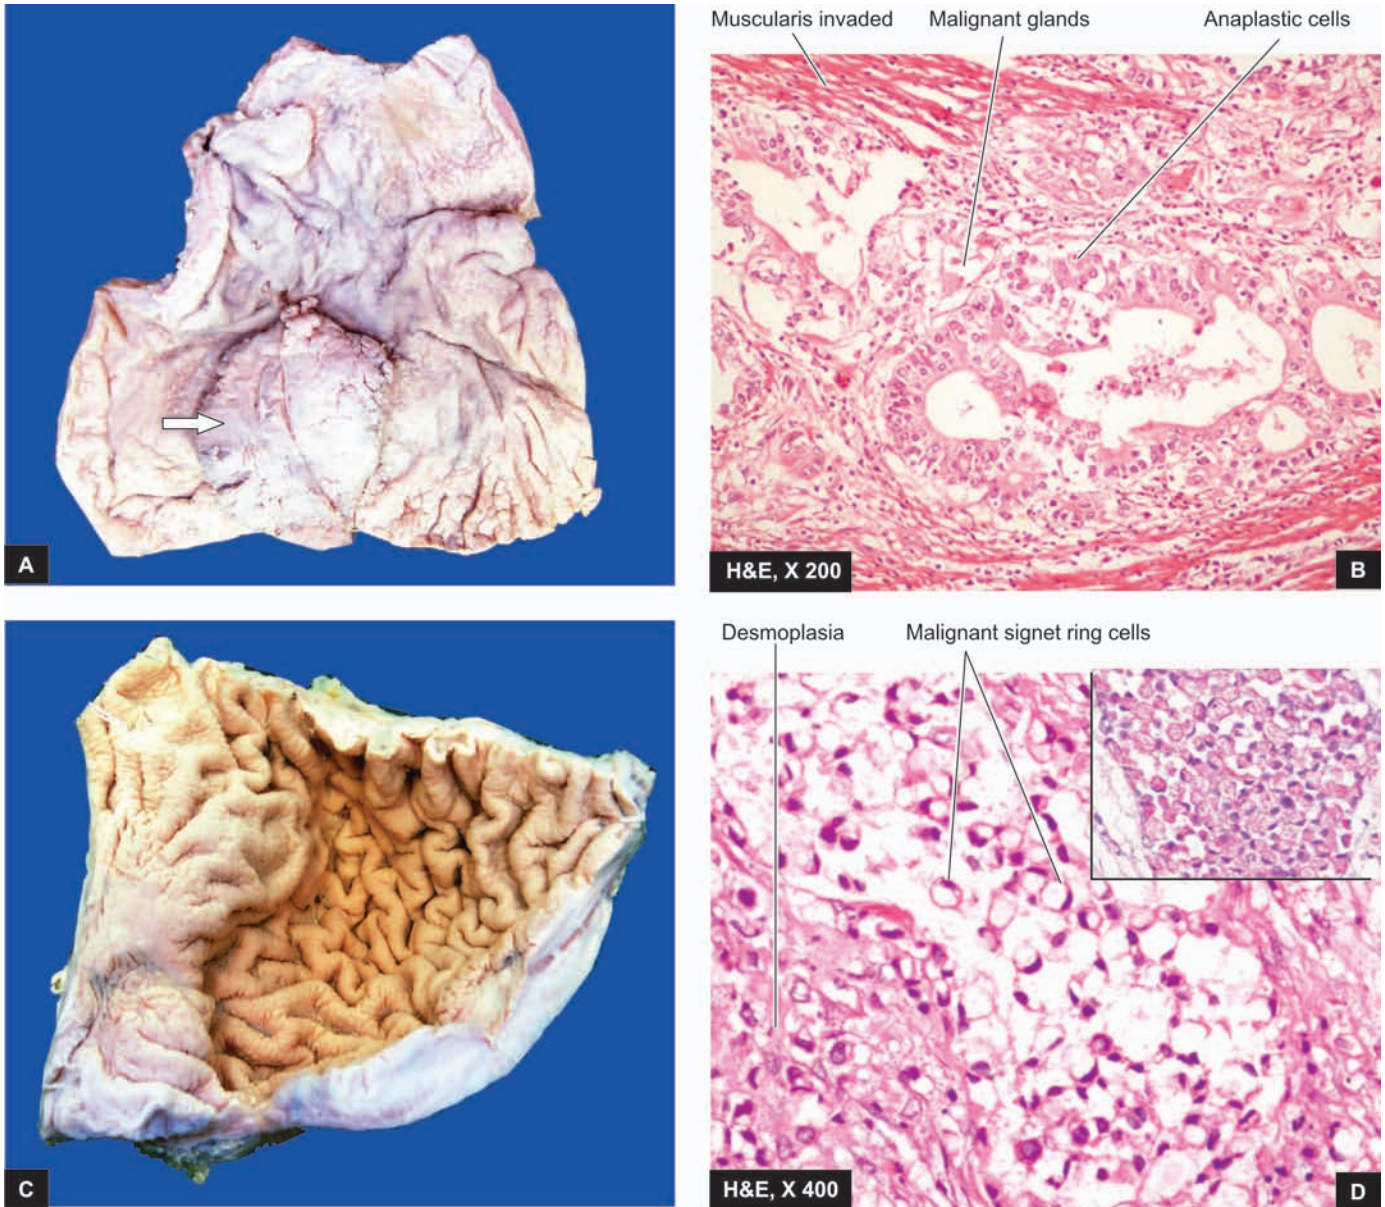 Muscularis invaded
Malignant glands
Anaplastic cells
A
H&E, X 200
B
Desmoplasia
Malignant signet ring cells
C
H&E, X 400
D